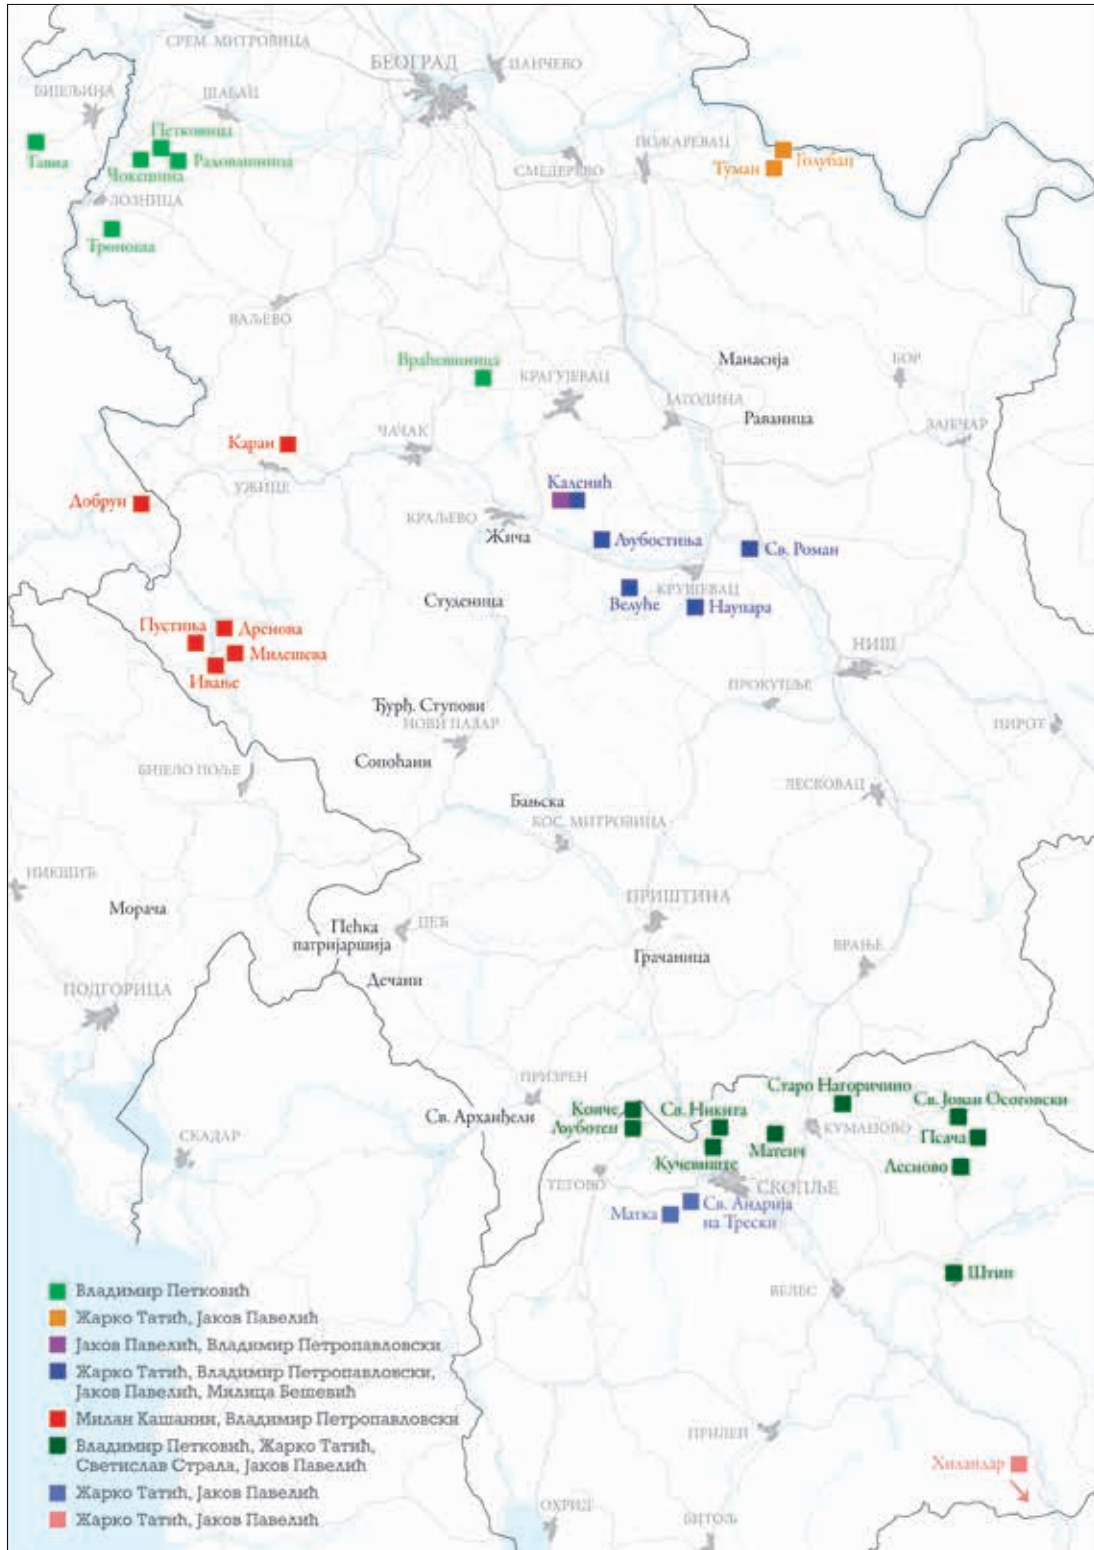 СРЕМ. МИТРОВИЦА
БЕОГРАД
ПАНЧЕВО
БИЈЕЉИНА
ШАБАЦ
Тавна
Петковица
Чокешина
Радовашница
ПОЖАРЕВАЦ
СМЕДЕРЕВО
Туман
Голубац
ЛОЗНИЦА
Троноша
ВАЉЕВО
Враћевшница
КРАГУЈЕВАЦ
Манасија
БОР
ЈАГОДИНА
Раваница
ЗАЈЕЧАР
Каран
ЧАЧАК
УЖИЦЕ
Добрун
Каленић
КРАЉЕВО
Жича
Љубостиња
Св. Роман
Студеница
Велуће
КРУШЕВАЦ
Наупара
Пустиња
Дренова
Милешева
Ивање
НИШ
ПРОКУПЉЕ
Ђурђ. Ступови
НОВИ ПАЗАР
ПИРОТ
Сопоћани
БИЈЕЛО ПОЉЕ
Бањска
ЛЕСКОВАЦ
КОС. МИТРОВИЦА
НИКШИЋ
Морача
ПРИШТИНА
Пећка
патријаршија
ПЕЋ
Грачаница
ВРАЊЕ
Дечани
ПОДГОРИЦА
ПРИЗРЕН
Св. Арханђели
Конче
Љуботен
Св. Никита
Старо Нагоричино
Св. Јован Осоговски
КУМАНОВО
Псача
Матеич
Кучевиште
Лесново
СКАДАР
ТЕТОВО
СКОПЉЕ
Матка
Св. Андрија
на Трески
Штип
ВЕЛЕС
Владимир Петковић
Жарко Татић, Јаков Павелић
Јаков Павелић, Владимир Петропавловски
Жарко Татић, Владимир Петропавловски,
Јаков Павелић, Милица Бешевић
Милан Кашанин, Владимир Петропавловски
Владимир Петковић, Жарко Татић,
Светислав Страла, Јаков Павелић
Жарко Татић, Јаков Павелић
Жарко Татић, Јаков Павелић
ПРИЛЕП
Хиландар
ОХРИД
БИТОЉ